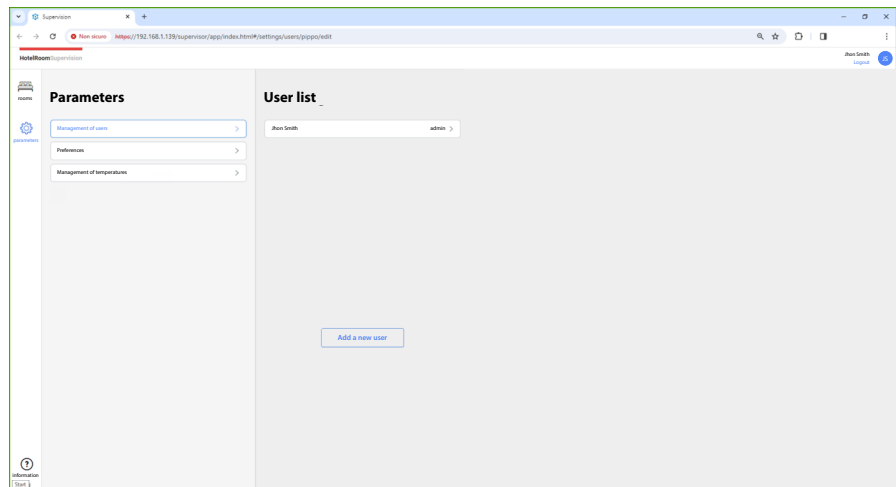 Supervision
Non sicuro https://192.168.1.139/supervisor/app/index.html#/settings/users/pippo/edit
HotelRoomSupervision
Jhon Smith
Logout
JS
rooms
parameters
Parameters
Management of users
Preferences
Management of temperatures
User list
Jhon Smith admin
Add a new user
?
information
Start